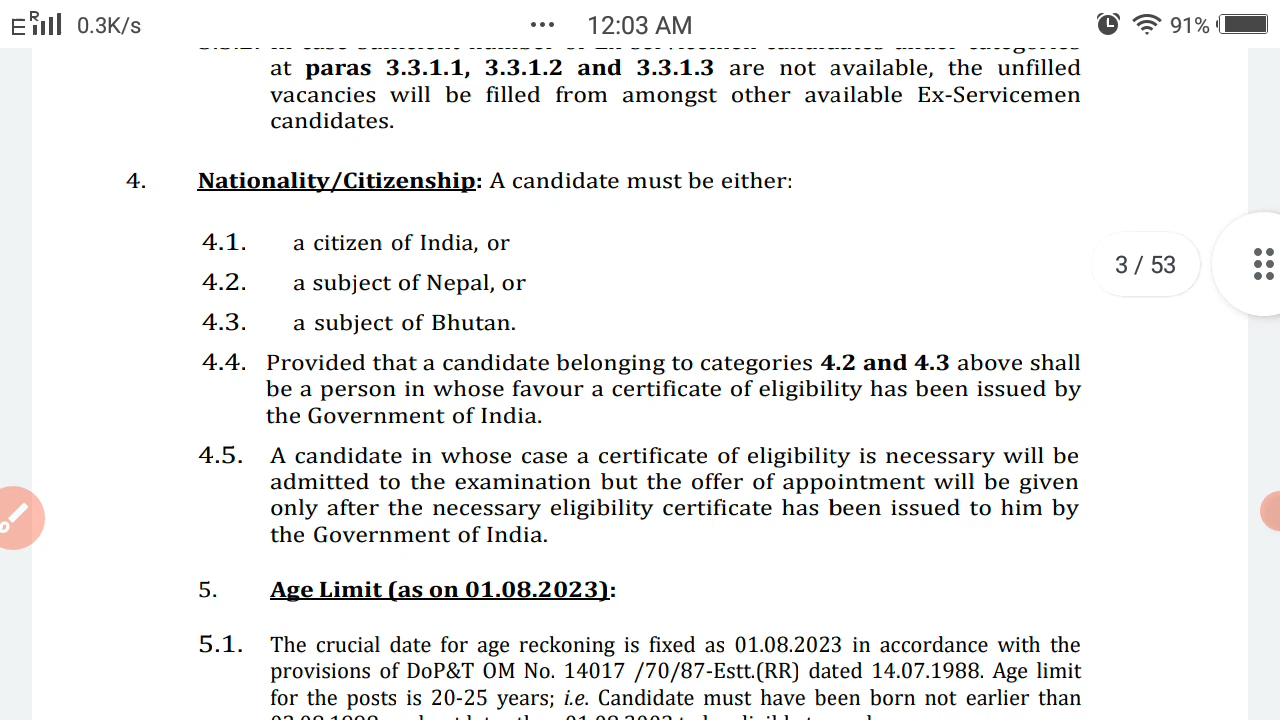 E R 0.3K/s ... 12:03 AM 91%
at paras 3.3.1.1, 3.3.1.2 and 3.3.1.3 are not available, the unfilled
vacancies will be filled from amongst other available Ex-Servicemen
candidates.
4. Nationality/Citizenship: A candidate must be either:
4.1. a citizen of India, or
4.2. a subject of Nepal, or
3 / 53
4.3. a subject of Bhutan.
4.4. Provided that a candidate belonging to categories 4.2 and 4.3 above shall
be a person in whose favour a certificate of eligibility has been issued by
the Government of India.
4.5. A candidate in whose case a certificate of eligibility is necessary will be
admitted to the examination but the offer of appointment will be given
only after the necessary eligibility certificate has been issued to him by
the Government of India.
5. Age Limit (as on 01.08.2023):
5.1. The crucial date for age reckoning is fixed as 01.08.2023 in accordance with the
provisions of DoP&T OM No. 14017 /70/87-Estt.(RR) dated 14.07.1988. Age limit
for the posts is 20-25 years; i.e. Candidate must have been born not earlier than